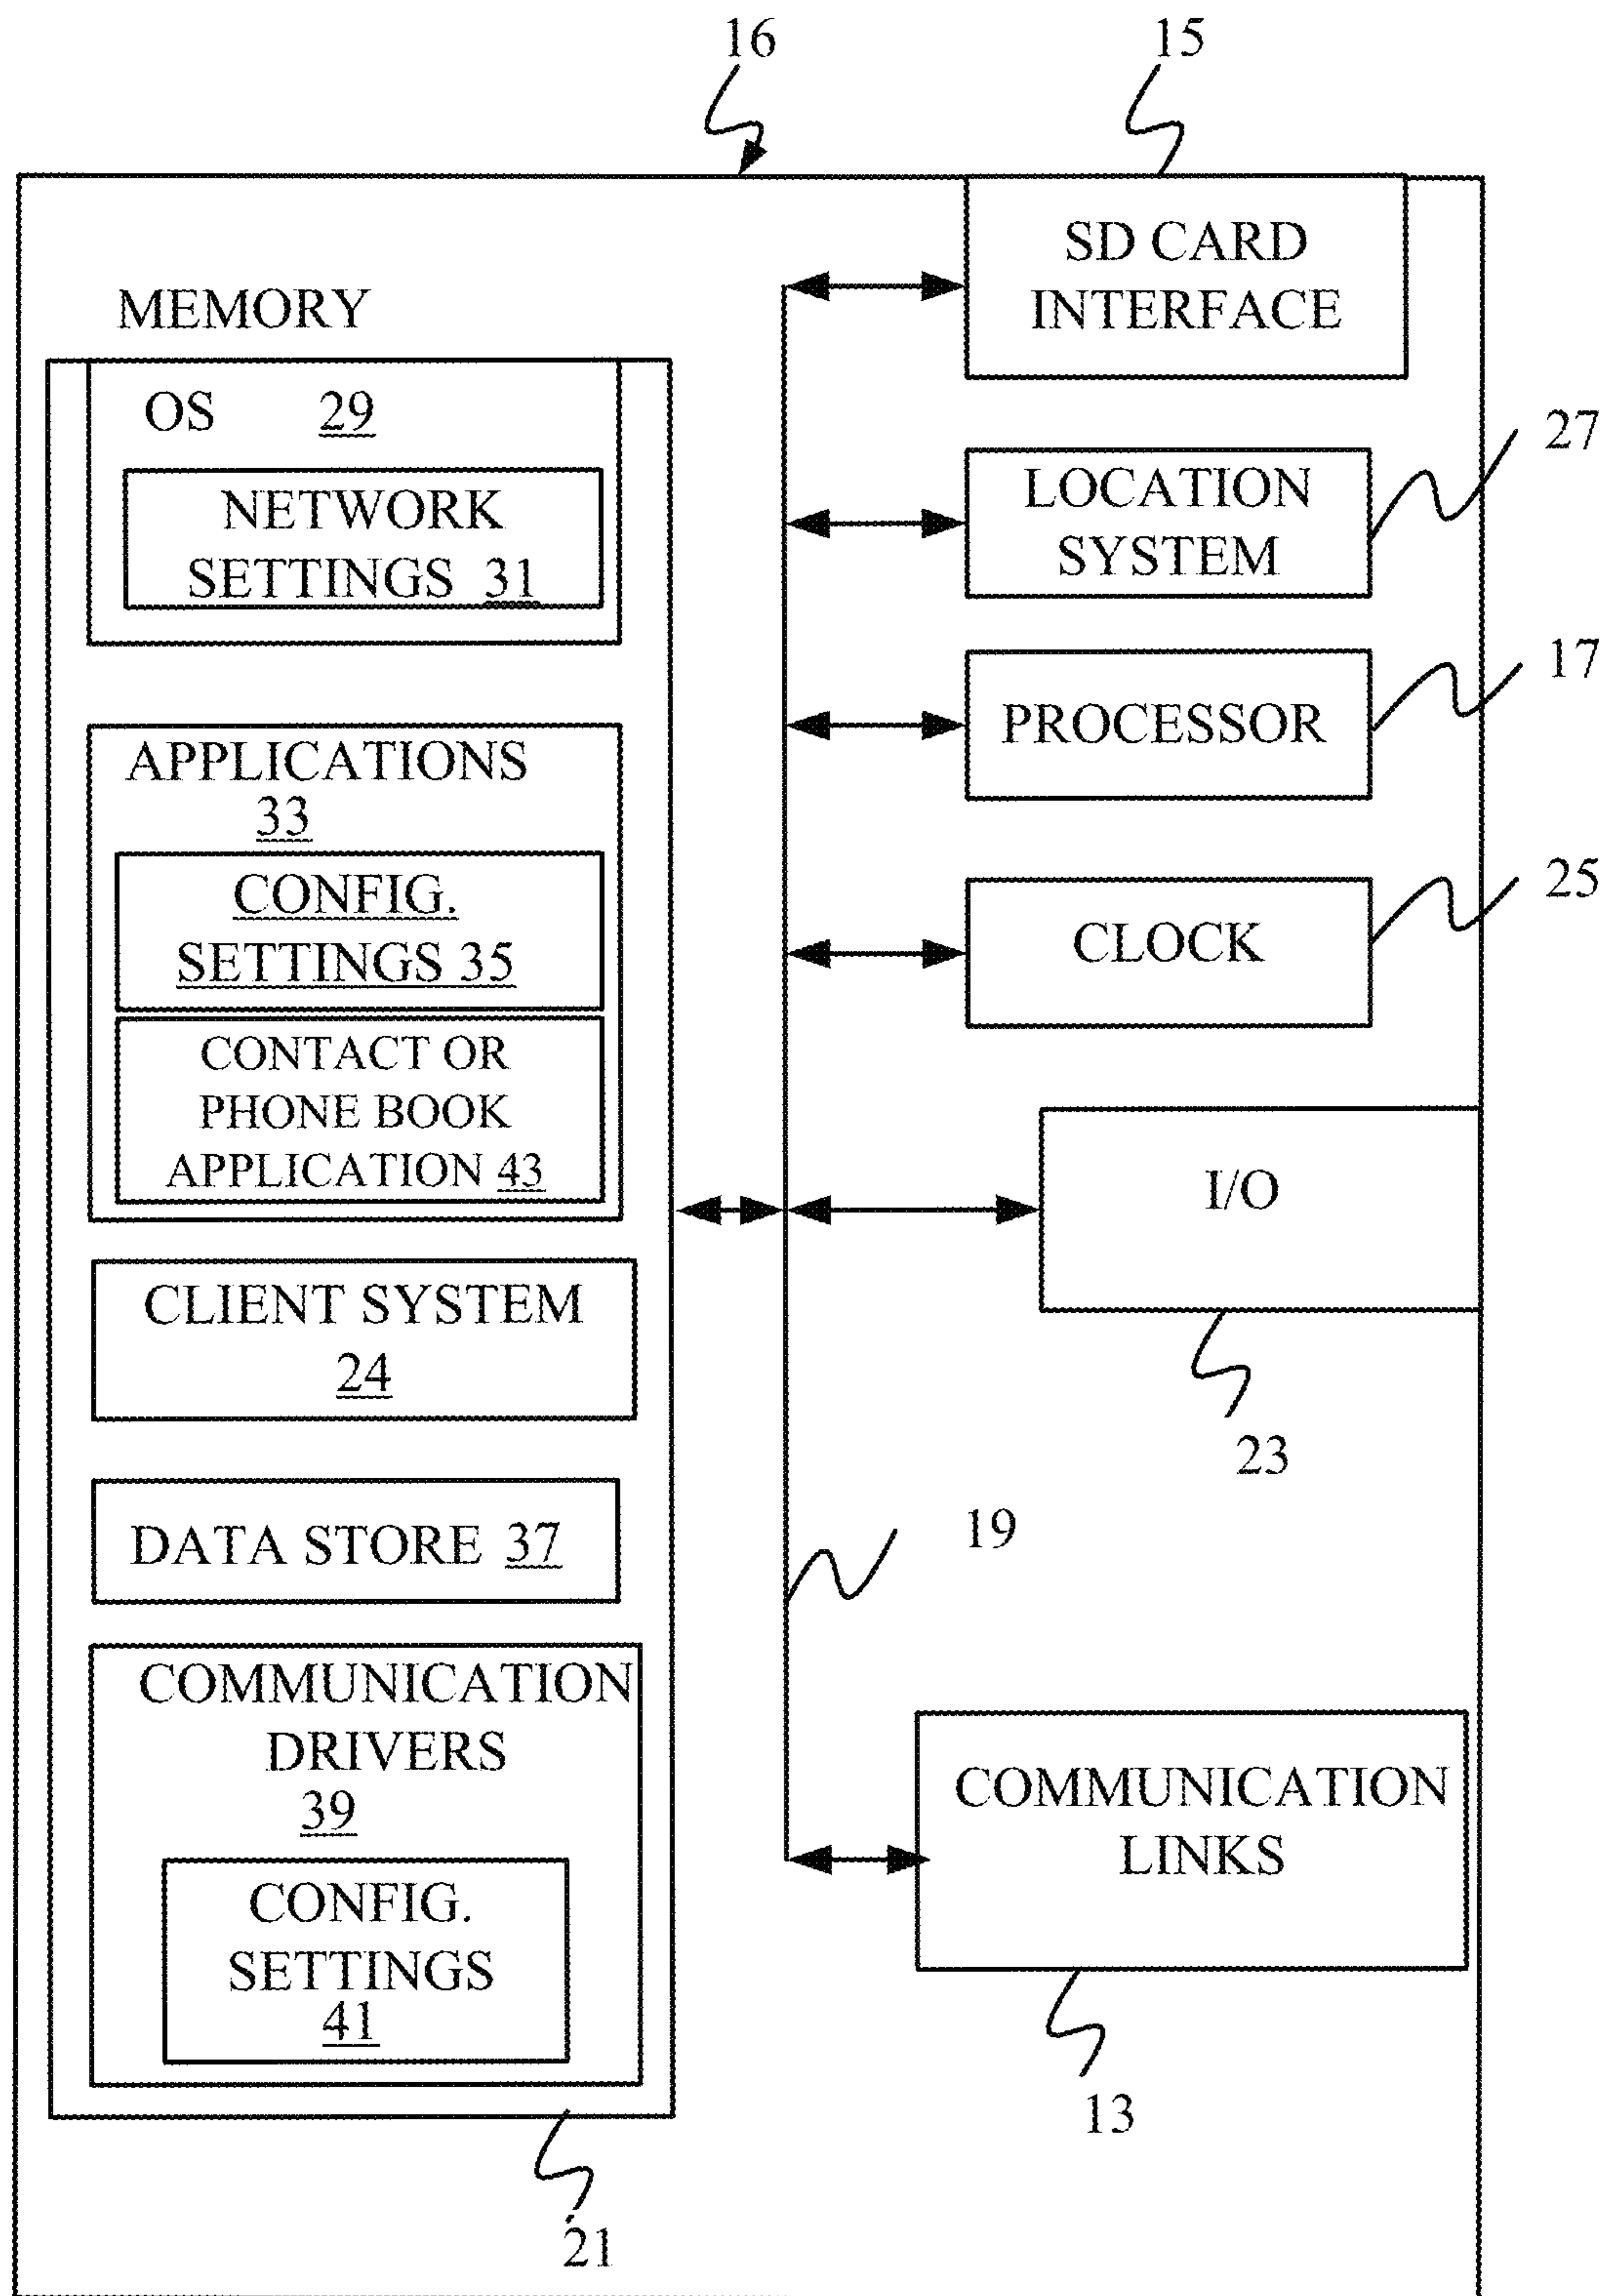 16
15
SD CARD
INTERFACE
MEMORY
OS 29
NETWORK
SETTINGS 31
27
LOCATION
SYSTEM
17
PROCESSOR
APPLICATIONS
33
CONFIG.
SETTINGS 35
25
CLOCK
CONTACT OR
PHONE BOOK
APPLICATION 43
I/O
23
CLIENT SYSTEM
24
19
DATA STORE 37
COMMUNICATION
DRIVERS
39
CONFIG.
SETTINGS
41
COMMUNICATION
LINKS
13
21